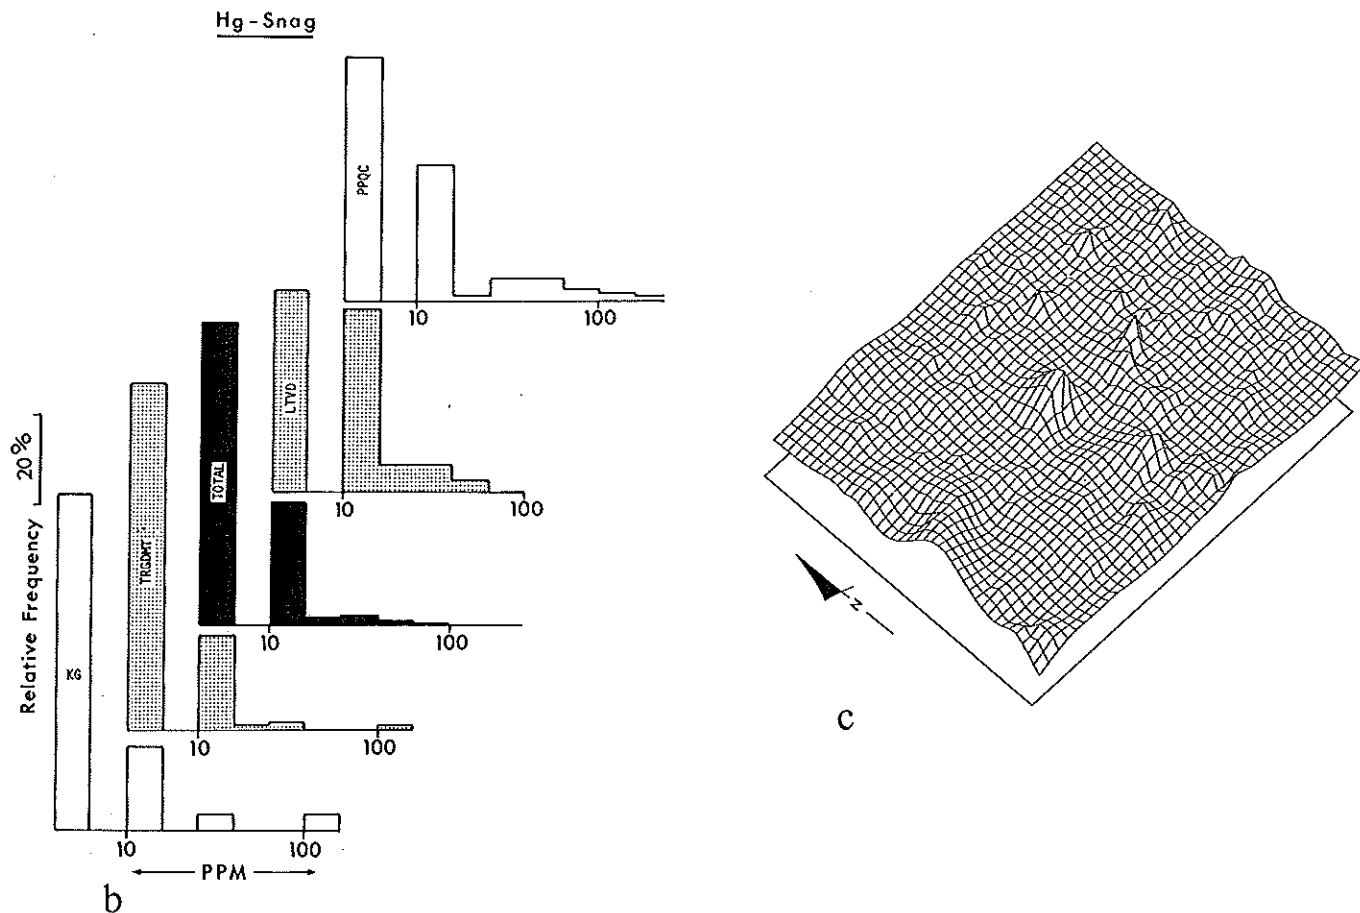 Hg-Snag
PPQC
10
100
LTVD
10
100
TOTAL
10
100
TRGDMT
10
100
KG
10
100
20%
Relative Frequency
PPM
b
N
c